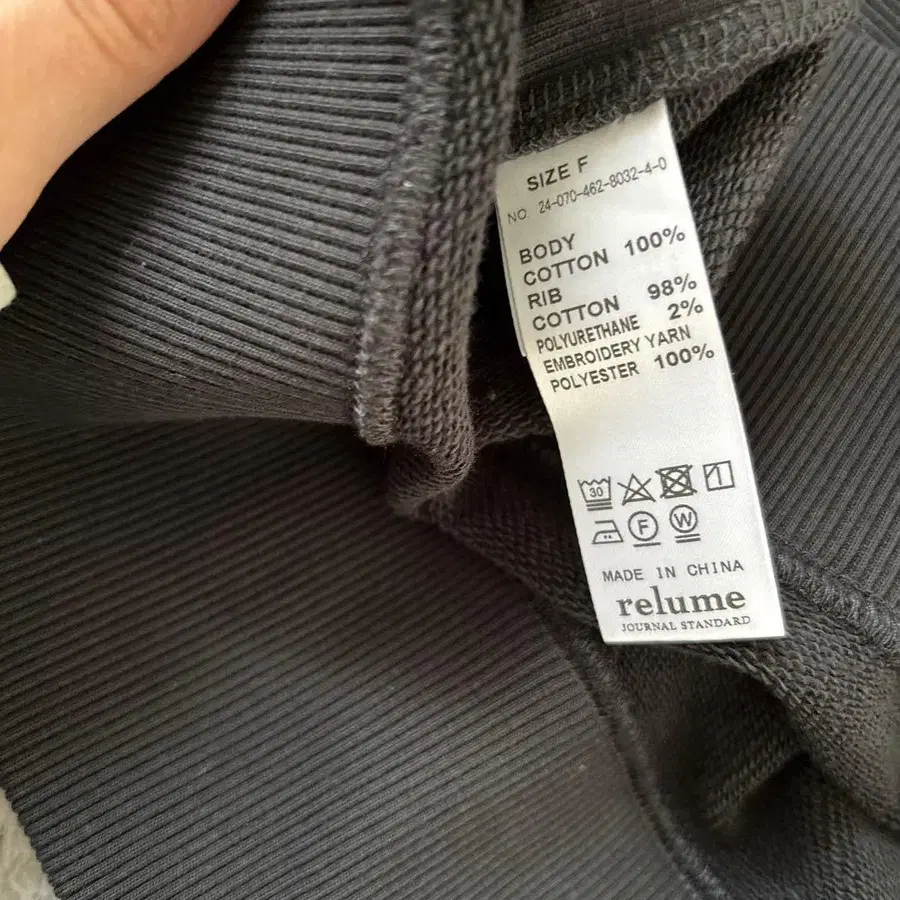 SIZE F
NO. 24-070-462-8032-4-0
BODY
COTTON 100%
RIB
COTTON 98%
POLYURETHANE 2%
EMBROIDERY YARN
POLYESTER 100%
30
F W
MADE IN CHINA
relume
JOURNAL STANDARD